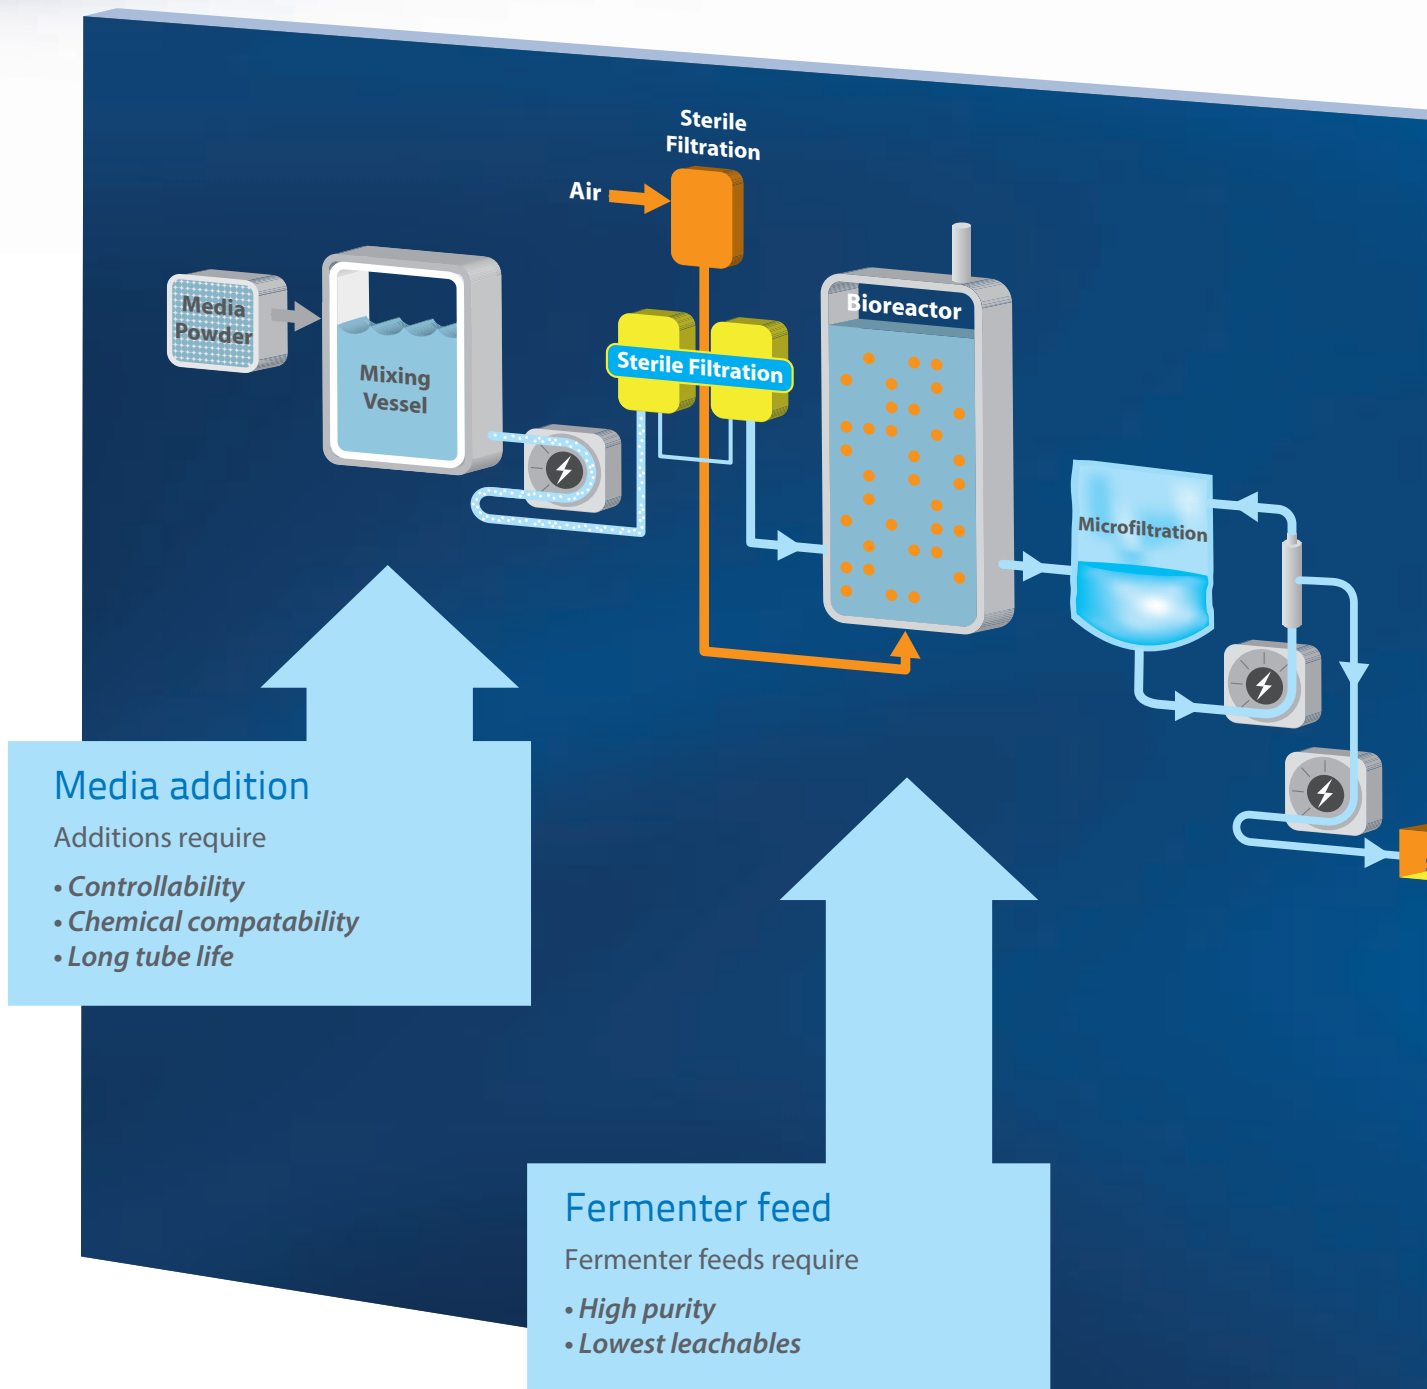 Sterile
Filtration
Air
Media
Powder
Mixing
Vessel
Sterile Filtration
Bioreactor
Microfiltration
Media addition
Additions require
• Controllability
• Chemical compatability
• Long tube life
Fermenter feed
Fermenter feeds require
• High purity
• Lowest leachables